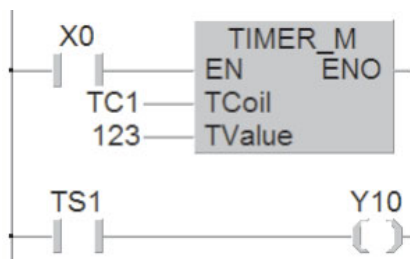 X0
TIMER_M
EN ENO
TC1 TCoil
123 TValue
TS1 Y10